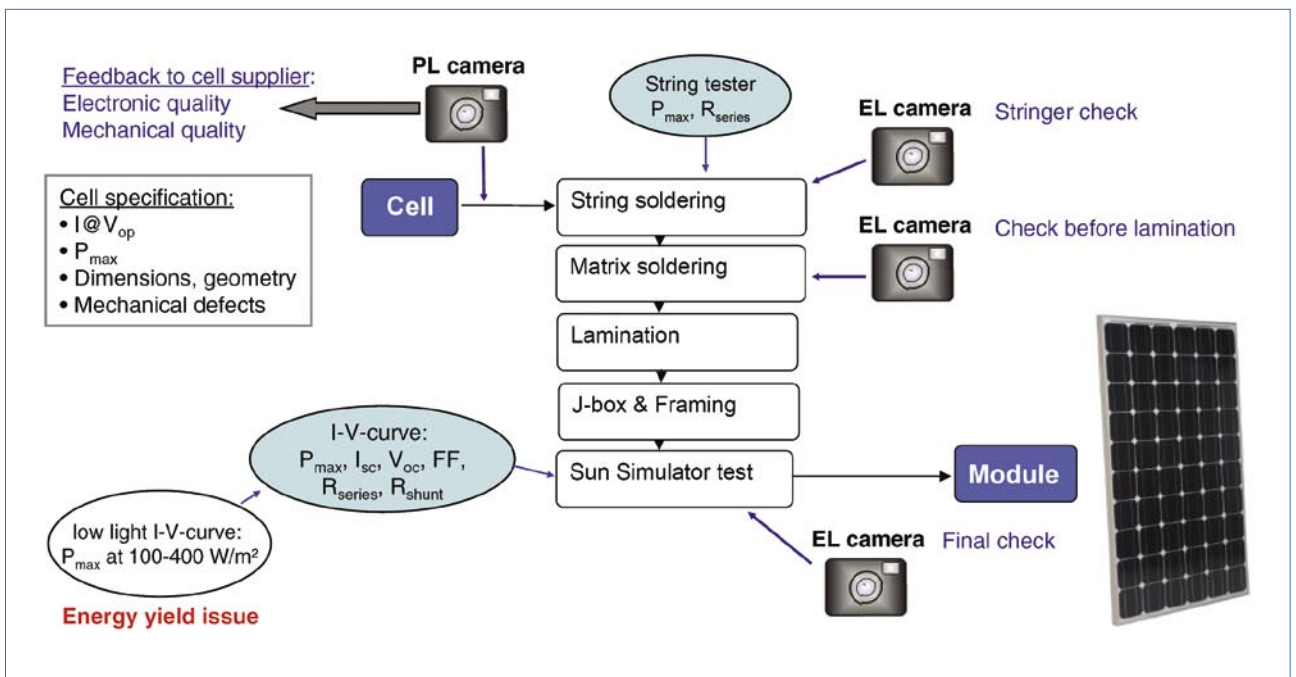 Feedback to cell supplier:
Electronic quality
Mechanical quality
PL camera
String tester
Pmax, Rseries
EL camera
Stringer check
Cell specification:
• I@Vop
• Pmax
• Dimensions, geometry
• Mechanical defects
Cell
String soldering
EL camera
Check before lamination
Matrix soldering
Lamination
J-box & Framing
I-V-curve:
Pmax, Isc, Voc, FF,
Rseries, Rshunt
Sun Simulator test
Module
low light I-V-curve:
Pmax at 100-400 W/m²
Energy yield issue
EL camera
Final check